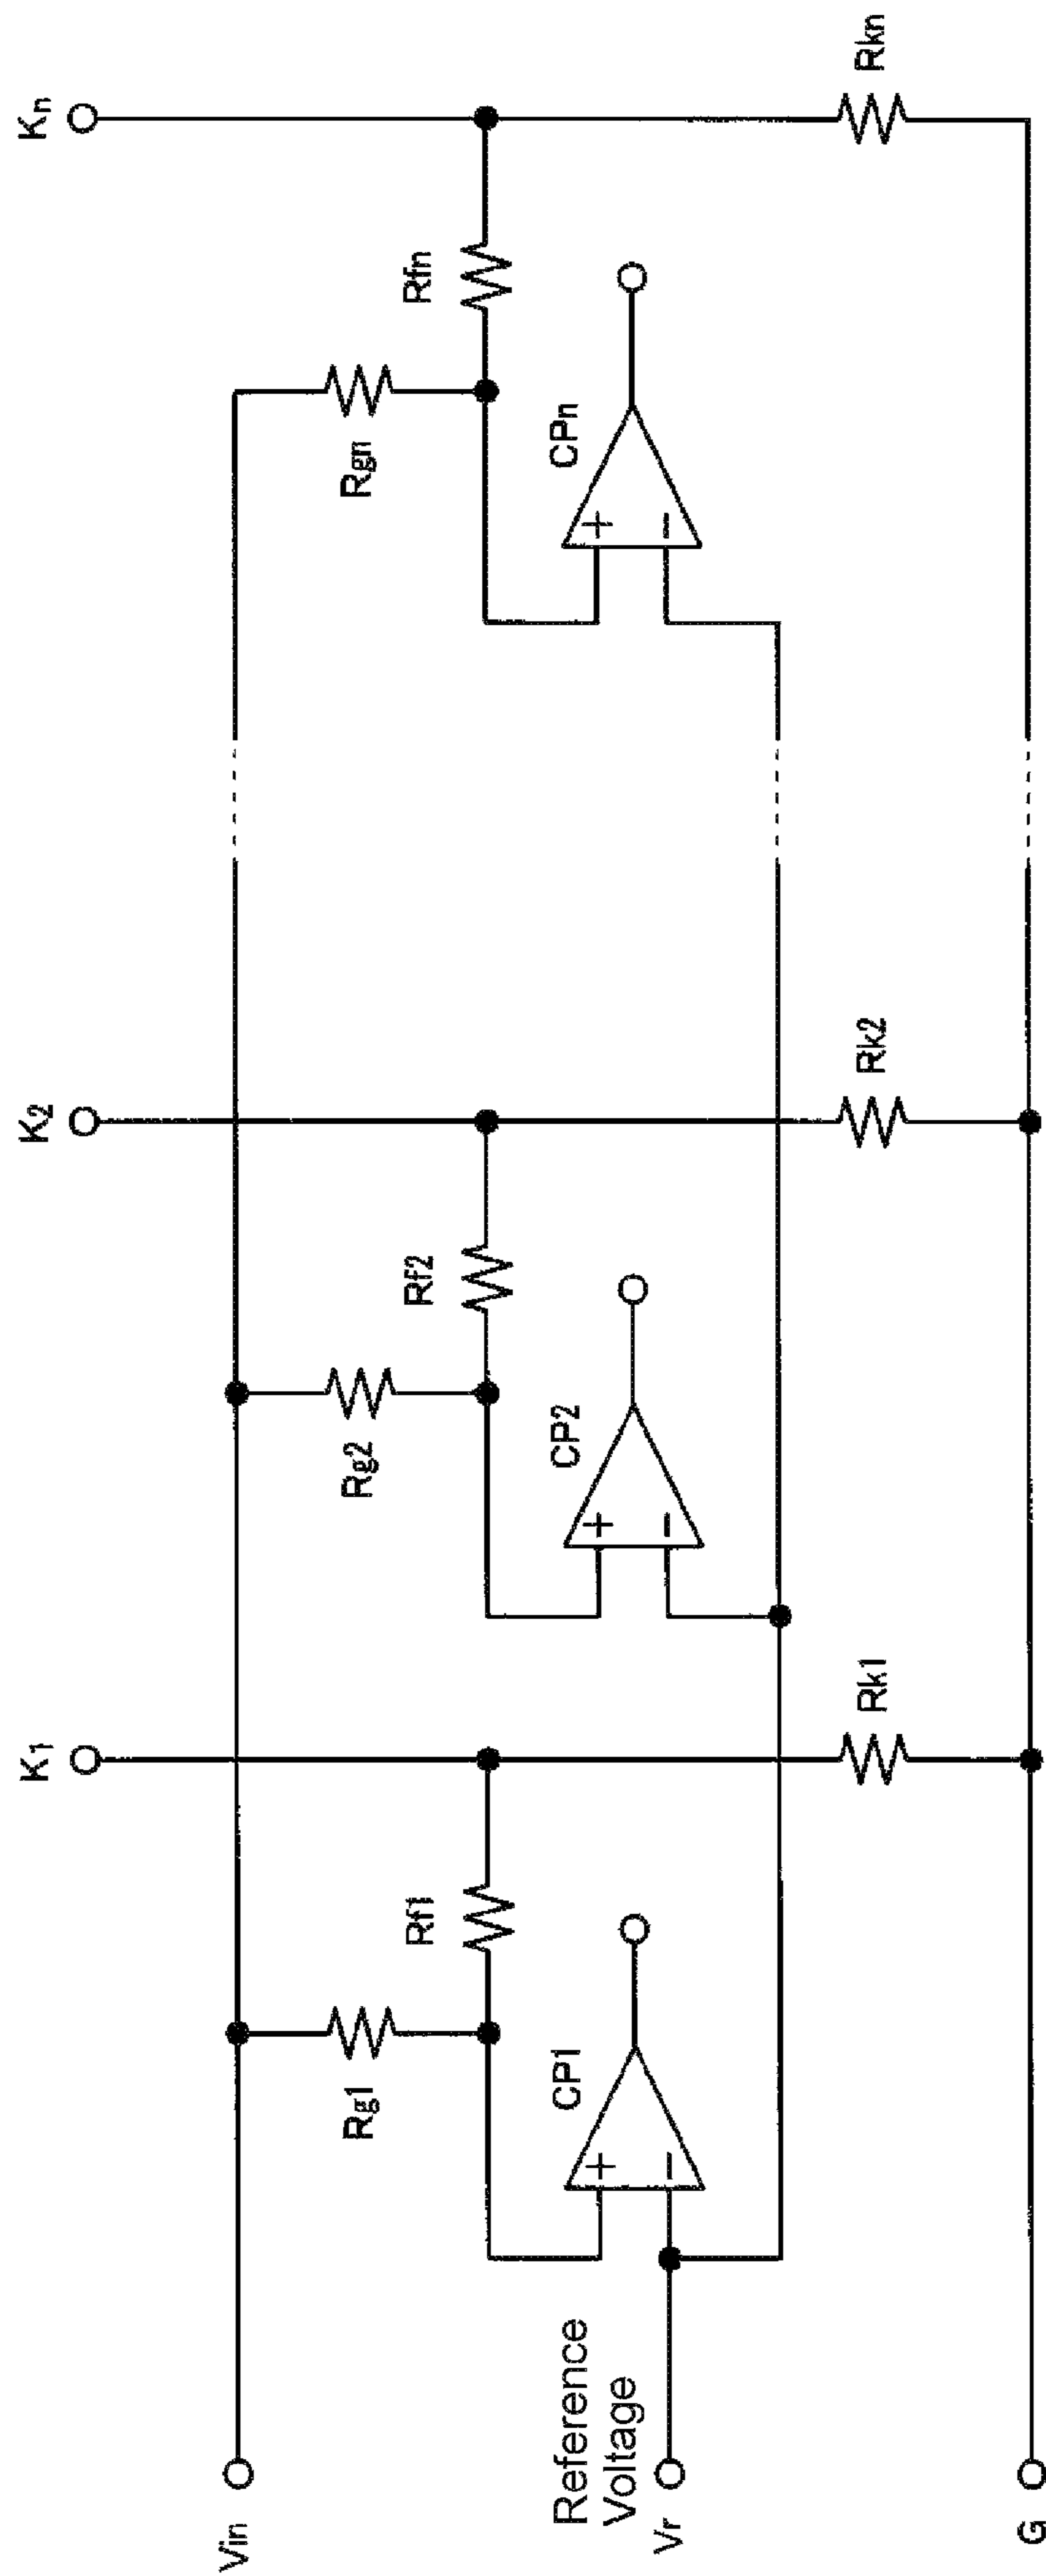 K1
K2
Kn
Vin
Rg1
Rg2
Rgn
Rf1
Rf2
Rfn
CP1
CP2
CPn
+
−
+
−
+
−
Reference
Voltage
Vr
Rk1
Rk2
Rkn
G